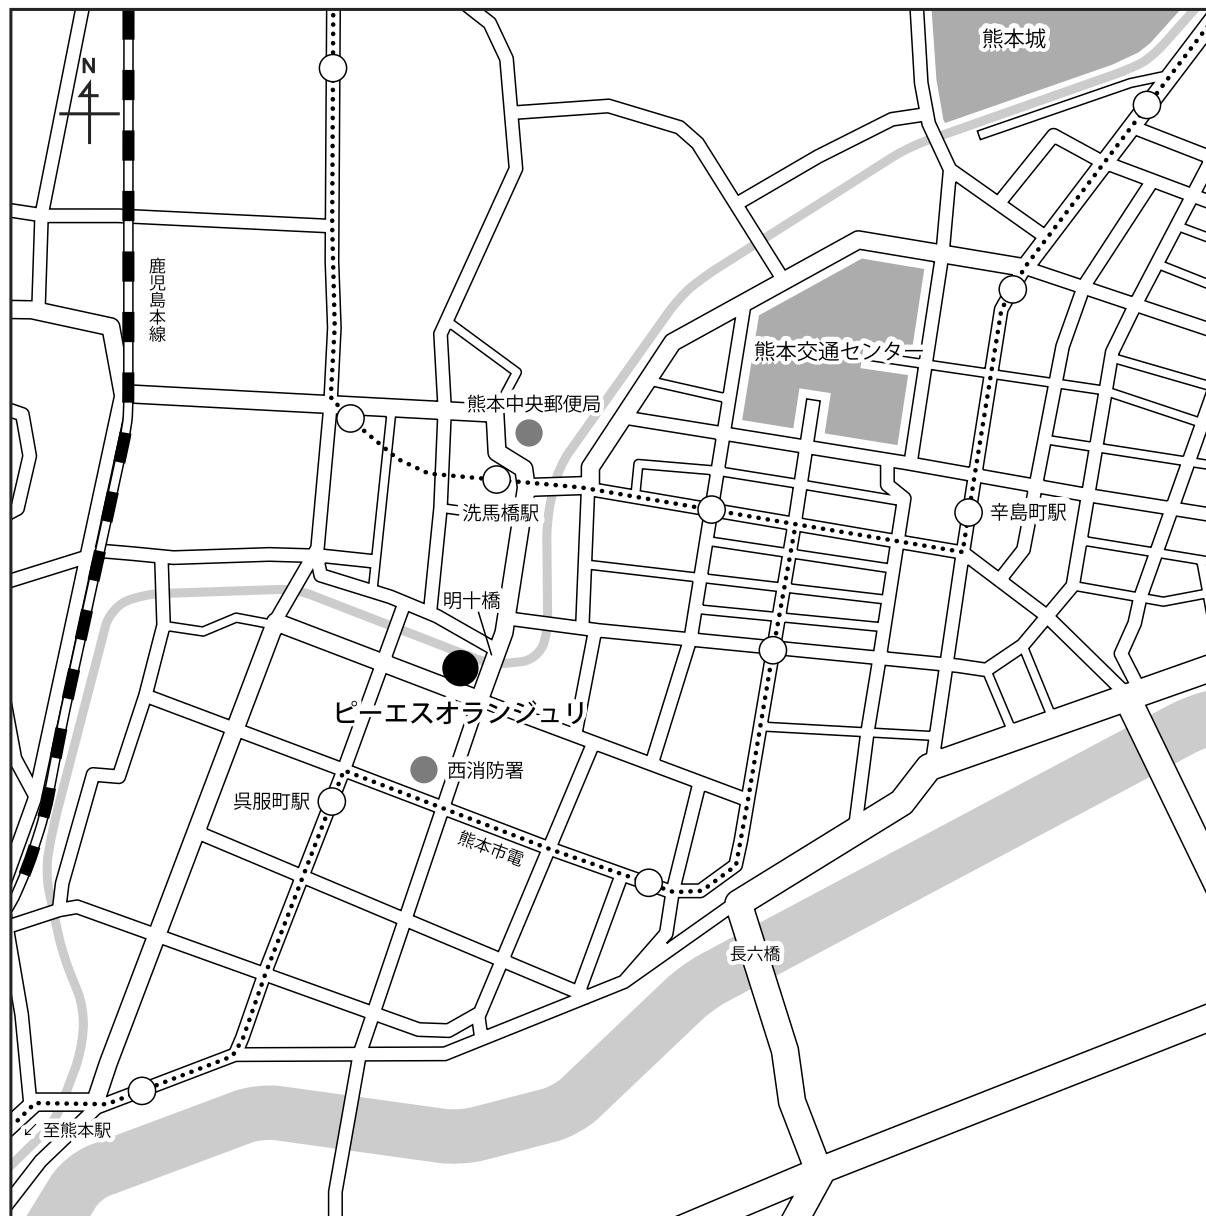 熊本城
N
鹿児島本線
熊本交通センター
熊本中央郵便局
洗馬橋駅
辛島町駅
明十橋
ピーエスオランジュリ
西消防署
呉服町駅
熊本市電
長六橋
↙ 至熊本駅